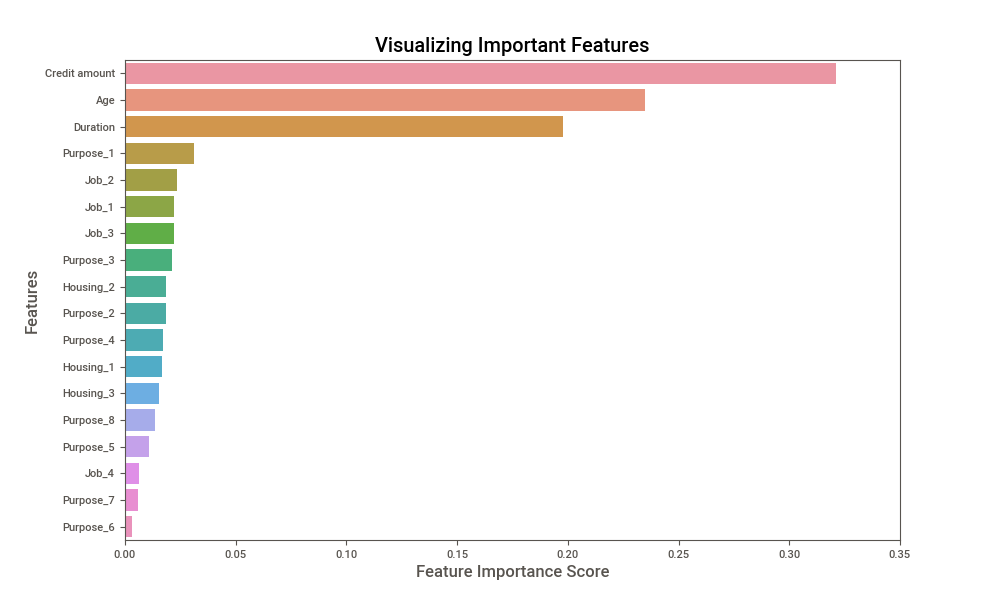 Visualizing Important Features
Credit amount
Age
Duration
Purpose_1
Job_2
Job_1
Job_3
Purpose_3
Housing_2
Purpose_2
Purpose_4
Housing_1
Housing_3
Purpose_8
Purpose_5
Job_4
Purpose_7
Purpose_6
Features
0.00 0.05 0.10 0.15 0.20 0.25 0.30 0.35
Feature Importance Score